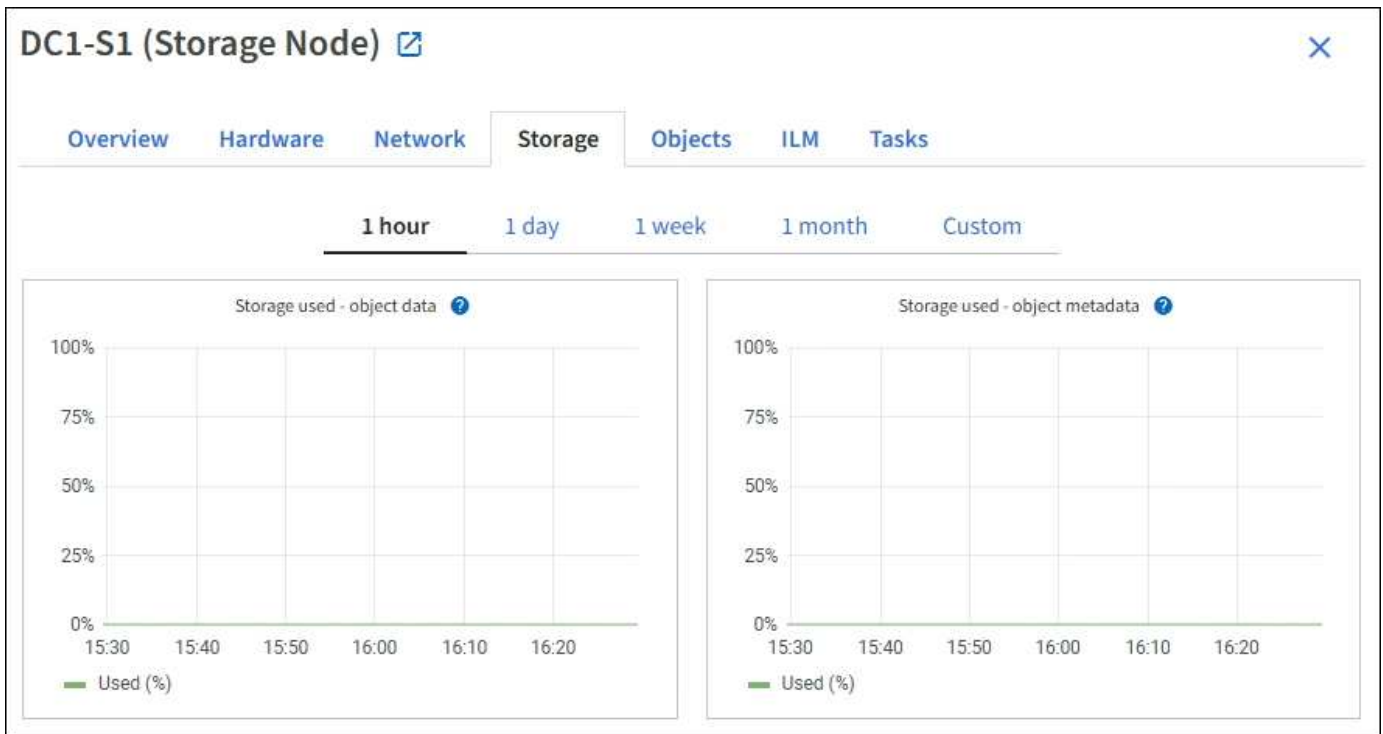 DC1-S1 (Storage Node)
Overview Hardware Network Storage Objects ILM Tasks
1 hour 1 day 1 week 1 month Custom
Storage used - object data ?
100%
75%
50%
25%
0%
15:30 15:40 15:50 16:00 16:10 16:20
Used (%)
Storage used - object metadata ?
100%
75%
50%
25%
0%
15:30 15:40 15:50 16:00 16:10 16:20
Used (%)